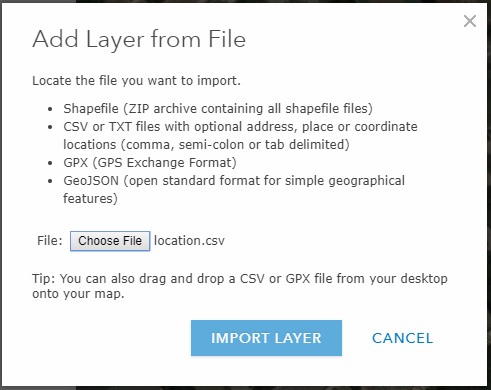 Add Layer from File
Locate the file you want to import.
• Shapefile (ZIP archive containing all shapefile files)
• CSV or TXT files with optional address, place or coordinate
locations (comma, semi-colon or tab delimited)
• GPX (GPS Exchange Format)
• GeoJSON (open standard format for simple geographical
features)
File: Choose File location.csv
Tip: You can also drag and drop a CSV or GPX file from your desktop
onto your map.
IMPORT LAYER CANCEL